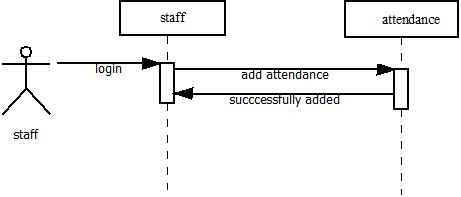 staff
attendance
login
add attendance
succcessfully added
staff